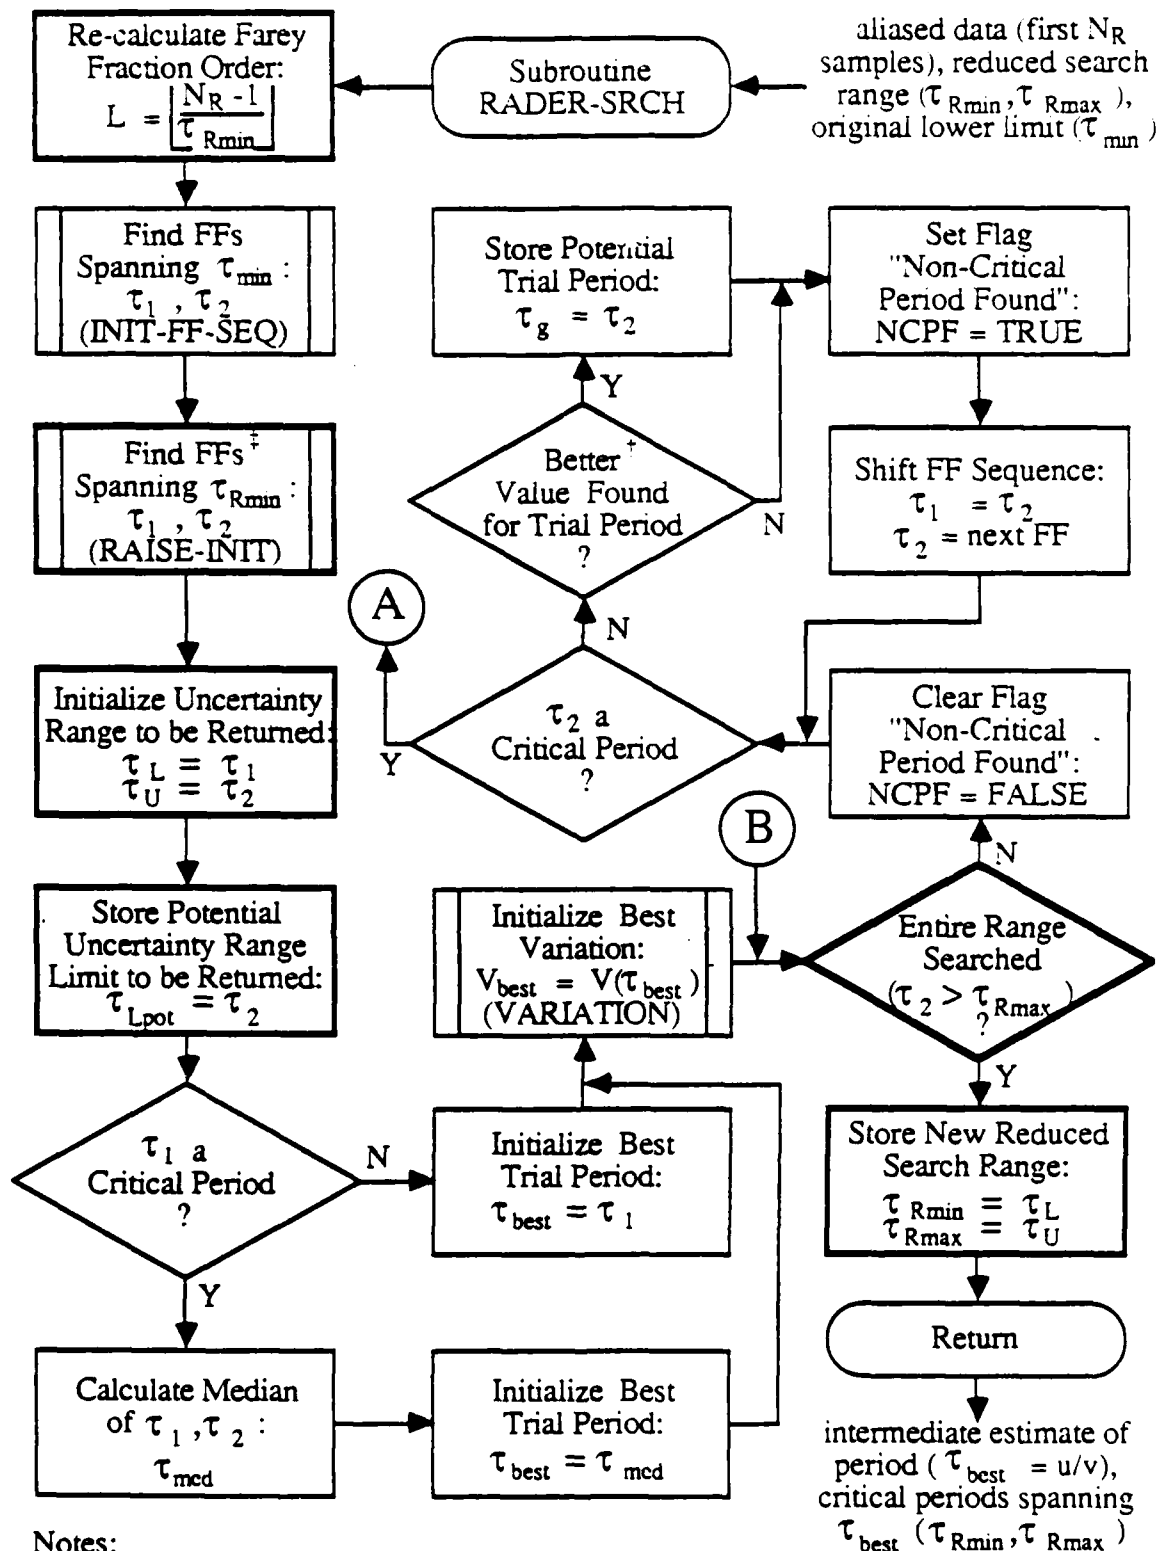 Re-calculate Farey
Fraction Order:
L = ⌊(N_R - 1)/τ_Rmin⌋
Subroutine
RADER-SRCH
aliased data (first N_R
samples), reduced search
range (τ_Rmin, τ_Rmax),
original lower limit (τ_min)
Find FFs
Spanning τ_min :
τ_1 , τ_2
(INIT-FF-SEQ)
Store Potential
Trial Period:
τ_g = τ_2
Set Flag
"Non-Critical
Period Found":
NCPF = TRUE
Y
Find FFs‡
Spanning τ_Rmin :
τ_1 , τ_2
(RAISE-INIT)
Better†
Value Found
for Trial Period
?
N
Shift FF Sequence:
τ_1 = τ_2
τ_2 = next FF
A
N
Initialize Uncertainty
Range to be Returned:
τ_L = τ_1
τ_U = τ_2
Y
τ_2 a
Critical Period
?
Clear Flag
"Non-Critical
Period Found":
NCPF = FALSE
B
N
Store Potential
Uncertainty Range
Limit to be Returned:
τ_Lpot = τ_2
Initialize Best
Variation:
V_best = V(τ_best)
(VARIATION)
Entire Range
Searched
(τ_2 > τ_Rmax)
?
Y
τ_1 a
Critical Period
?
N
Initialize Best
Trial Period:
τ_best = τ_1
Store New Reduced
Search Range:
τ_Rmin = τ_L
τ_Rmax = τ_U
Y
Return
Calculate Median
of τ_1 , τ_2 :
τ_med
Initialize Best
Trial Period:
τ_best = τ_med
intermediate estimate of
period (τ_best = u/v),
critical periods spanning
τ_best (τ_Rmin, τ_Rmax)
Notes: